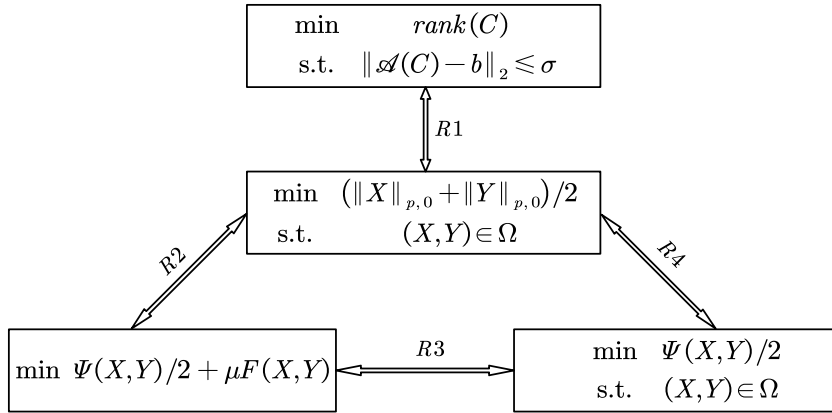 min rank(C)
s.t. ‖𝒜(C)−b‖₂⩽σ
R1
min (‖X‖p,0+‖Y‖p,0)/2
s.t. (X,Y)∈Ω
R2
R4
min Ψ(X,Y)/2+μF(X,Y)
R3
min Ψ(X,Y)/2
s.t. (X,Y)∈Ω